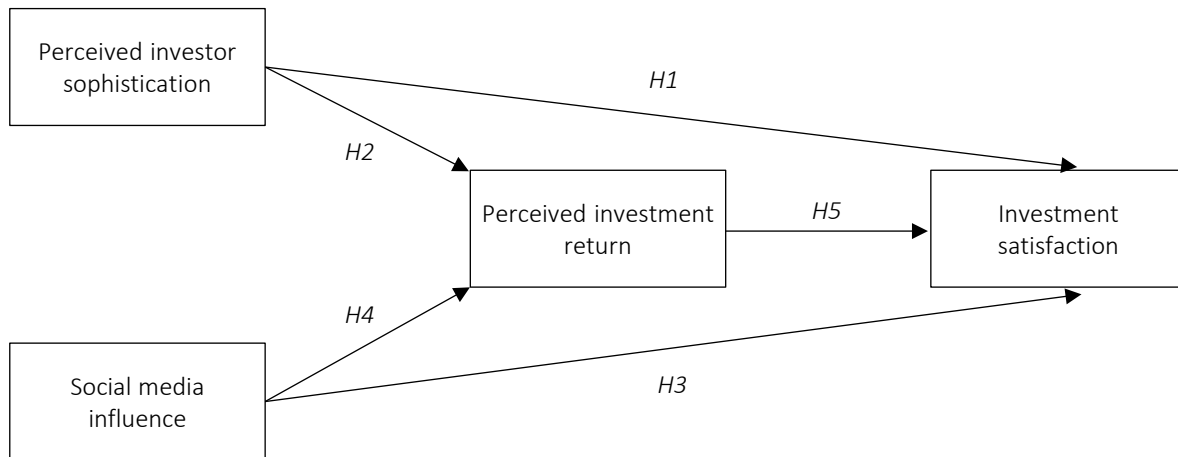 Perceived investor
sophistication
H1
H2
Perceived investment
return
H5
Investment
satisfaction
H4
H3
Social media
influence